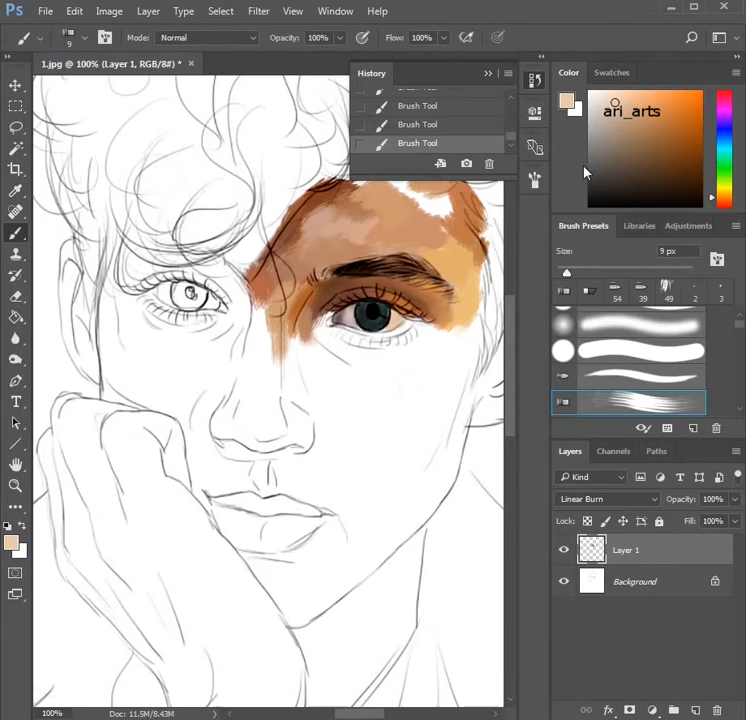 Ps File Edit Image Layer Type Select Filter View Window Help
9 Mode: Normal Opacity: 100% Flow: 100%
1.jpg @ 100% (Layer 1, RGB/8#) * ×
History
Brush Tool
Brush Tool
Brush Tool
Color Swatches
ari_arts
Brush Presets Libraries Adjustments
Size: 9 px
54 39 49 2 3
Layers Channels Paths
Kind
Linear Burn Opacity: 100%
Lock: Fill: 100%
Layer 1
Background
100% Doc: 11.5M/8.43M